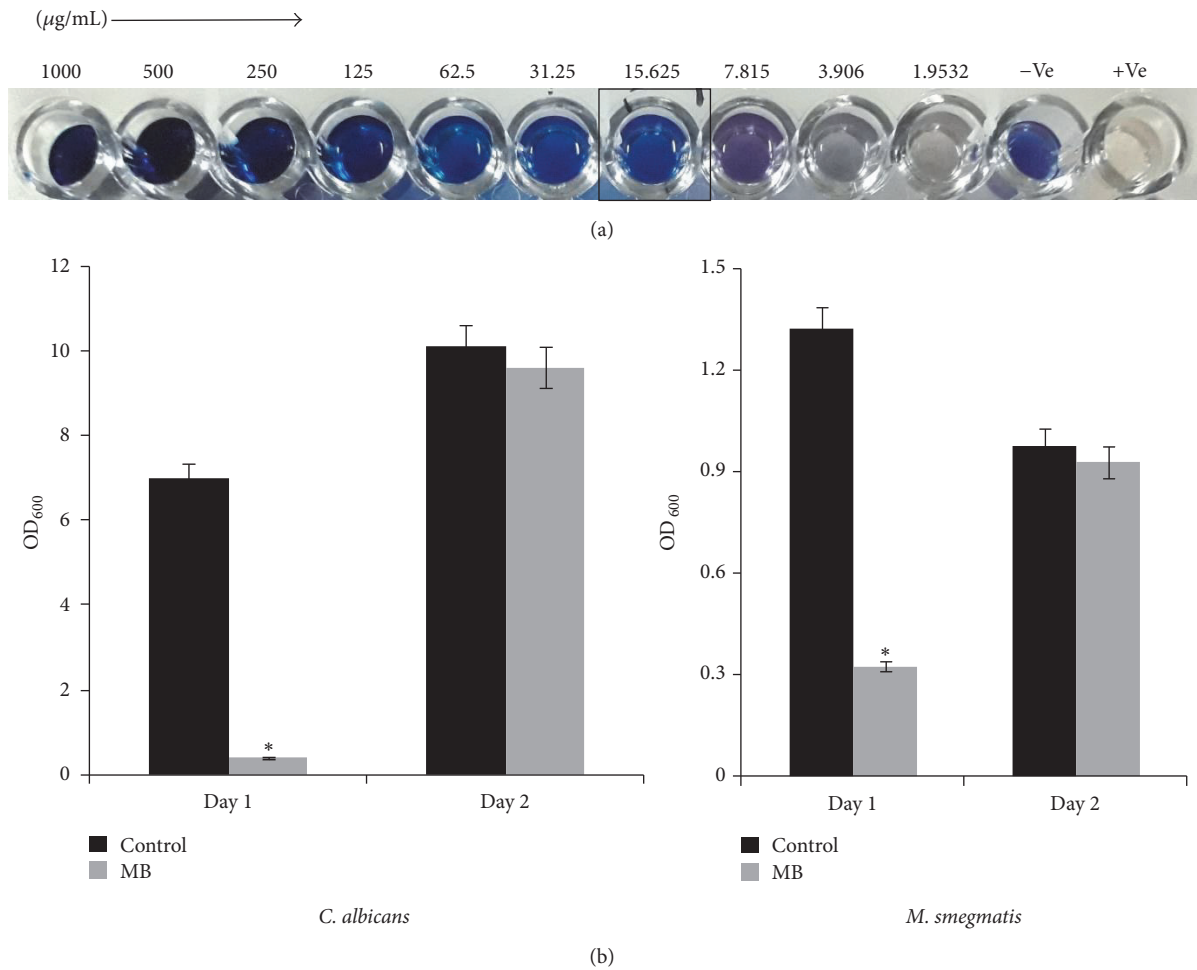 (μg/mL)
1000 500 250 125 62.5 31.25 15.625 7.815 3.906 1.9532 −Ve +Ve
(a)
12
10
8
6
4
2
0
OD600
*
Day 1 Day 2
Control
MB
C. albicans
1.5
1.2
0.9
0.6
0.3
0
OD600
*
Day 1 Day 2
Control
MB
M. smegmatis
(b)